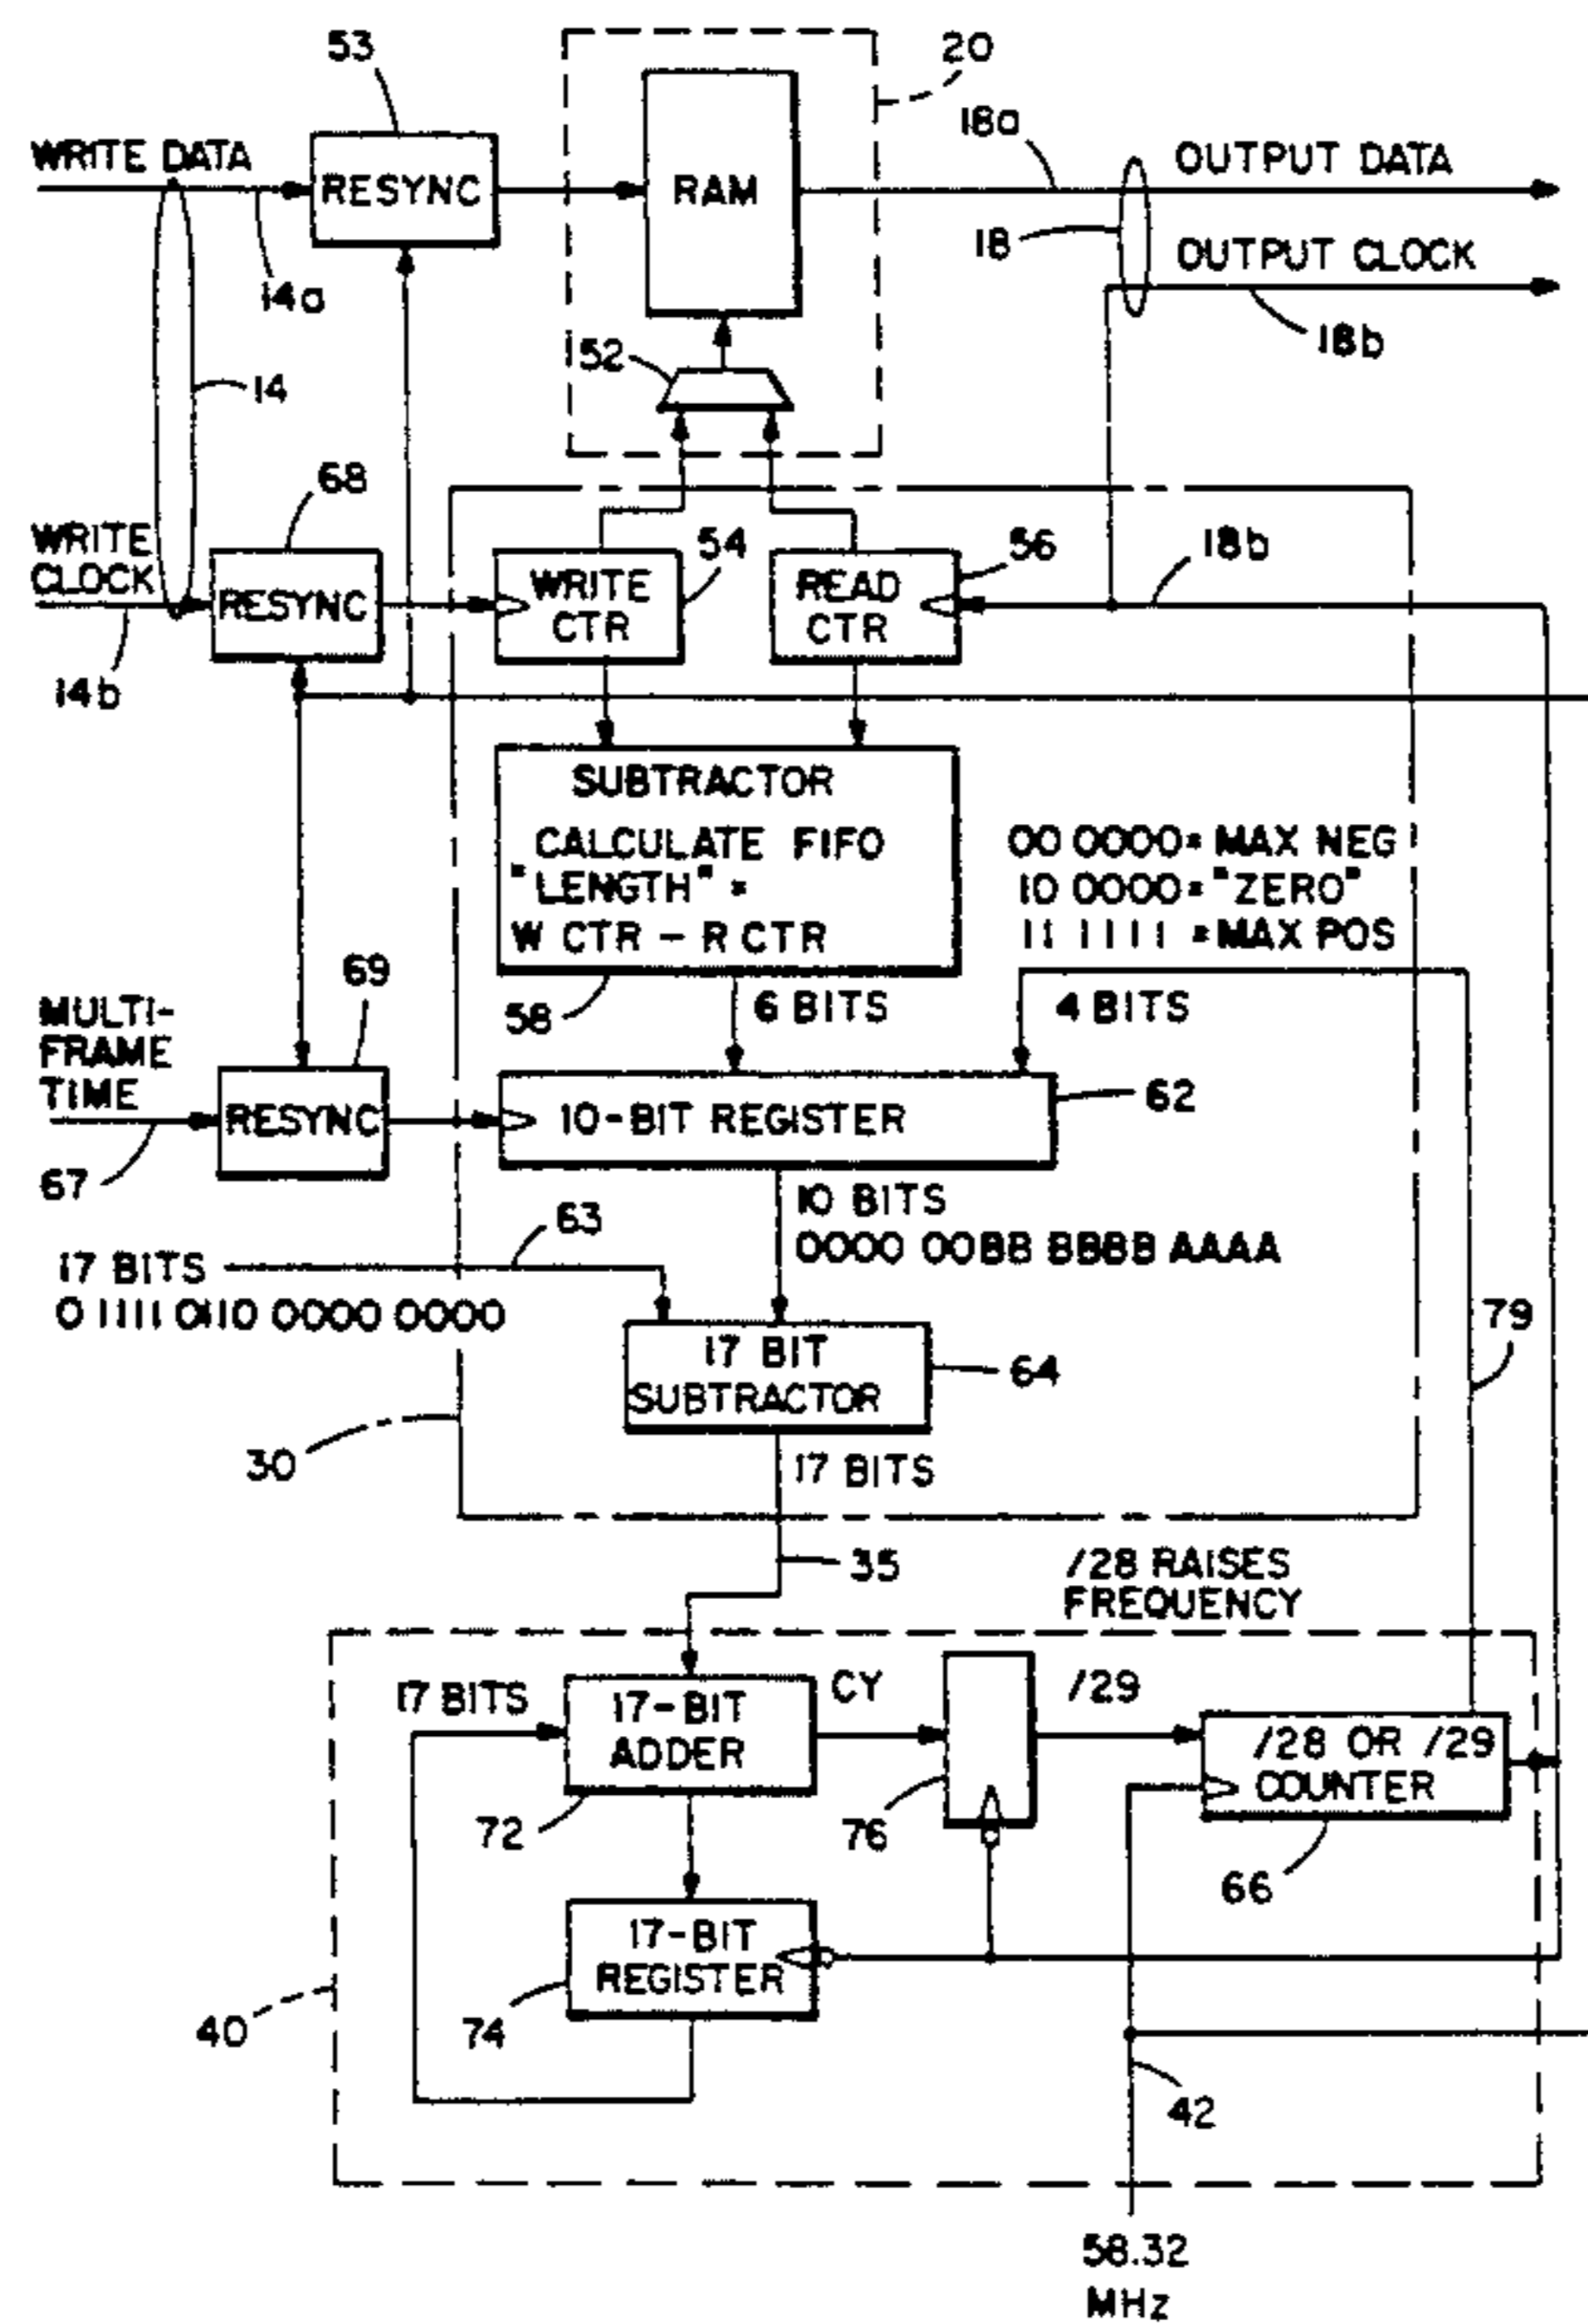 53
20
18a
WRITE DATA
OUTPUT DATA
RESYNC
RAM
18
OUTPUT CLOCK
14a
18b
52
14
68
WRITE
CLOCK
54
56
18b
RESYNC
WRITE
CTR
READ
CTR
14b
SUBTRACTOR
CALCULATE FIFO
"LENGTH" =
W CTR - R CTR
00 0000 = MAX NEG
10 0000 = "ZERO"
11 1111 = MAX POS
69
58
6 BITS
4 BITS
MULTI-
FRAME
TIME
RESYNC
10-BIT REGISTER
62
67
63
10 BITS
0000 00BB BBBB AAAA
17 BITS
0 1111 0110 0000 0000
79
17 BIT
SUBTRACTOR
64
30
17 BITS
35
/28 RAISES
FREQUENCY
17 BITS
17-BIT
ADDER
CY
/29
/28 OR /29
COUNTER
72
76
66
17-BIT
REGISTER
40
74
42
58.32
MHz